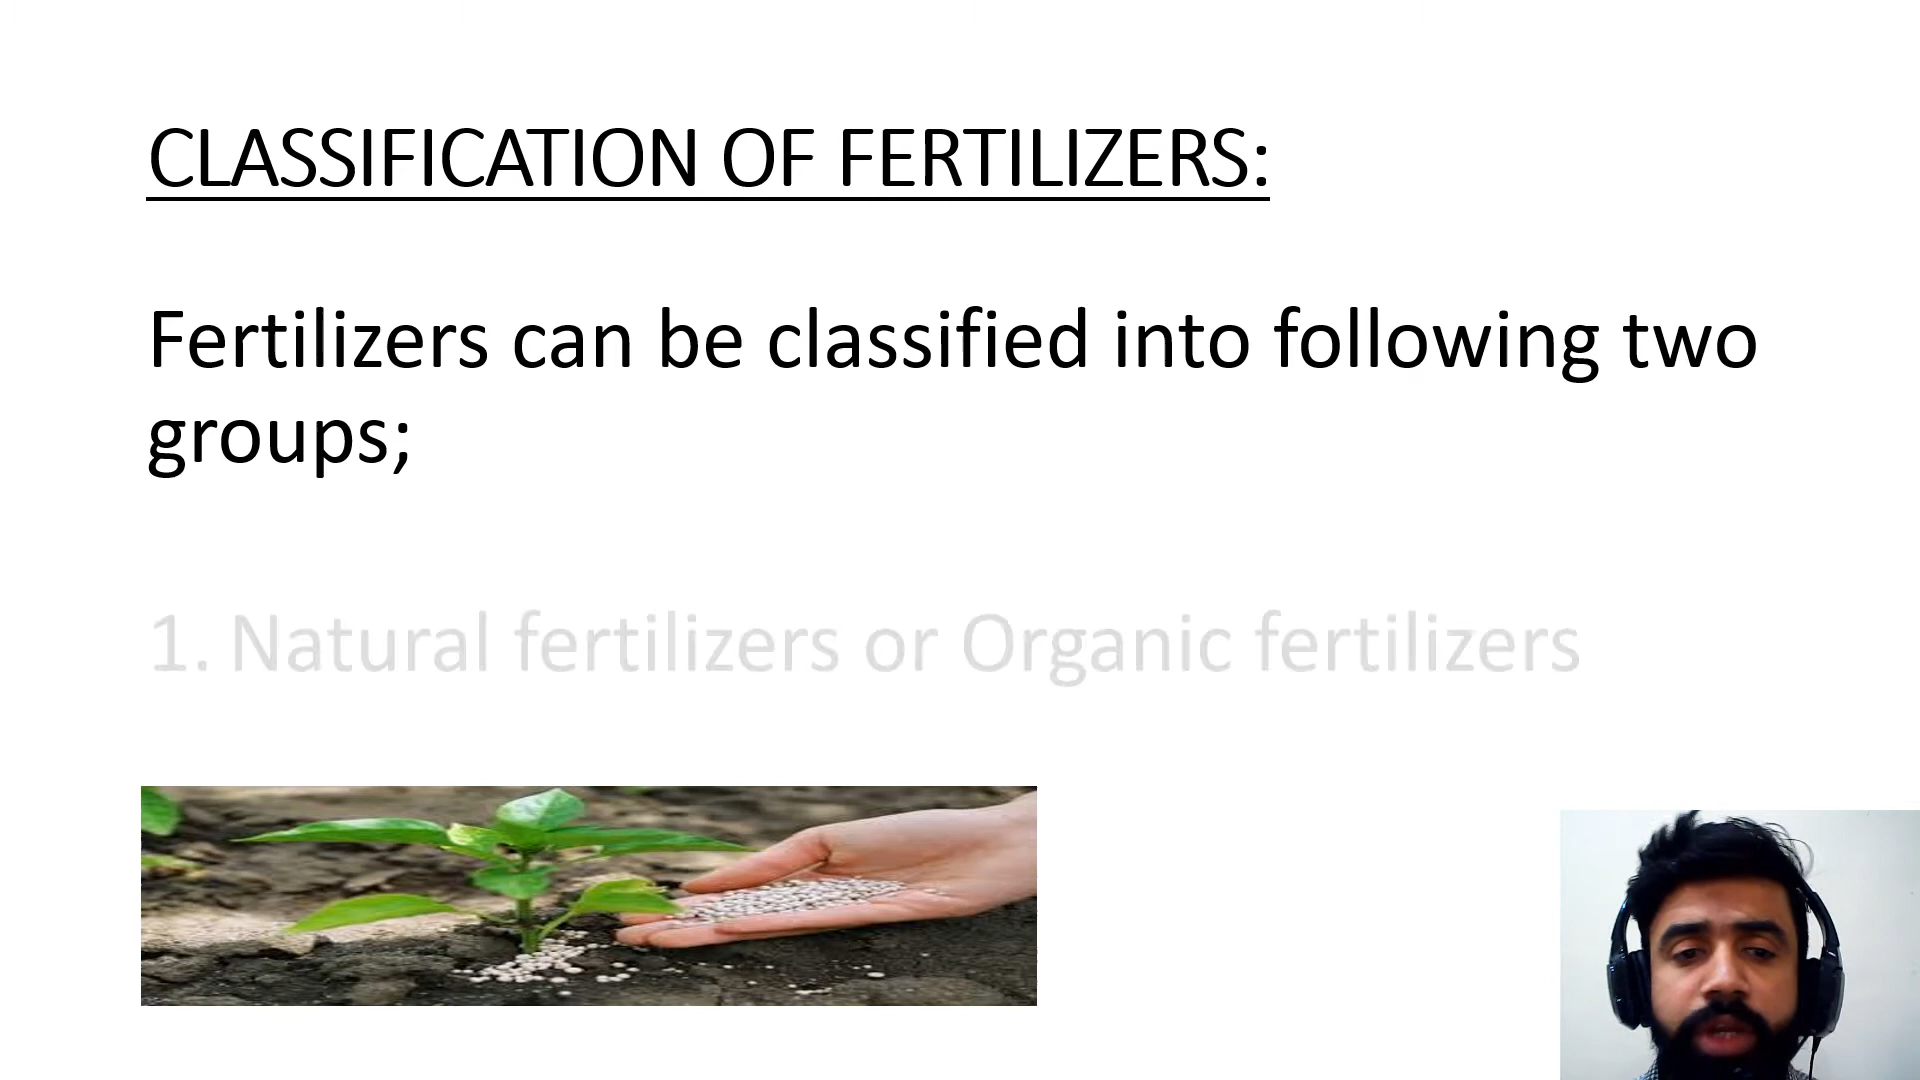 CLASSIFICATION OF FERTILIZERS:
Fertilizers can be classified into following two
groups;
1. Natural fertilizers or Organic fertilizers